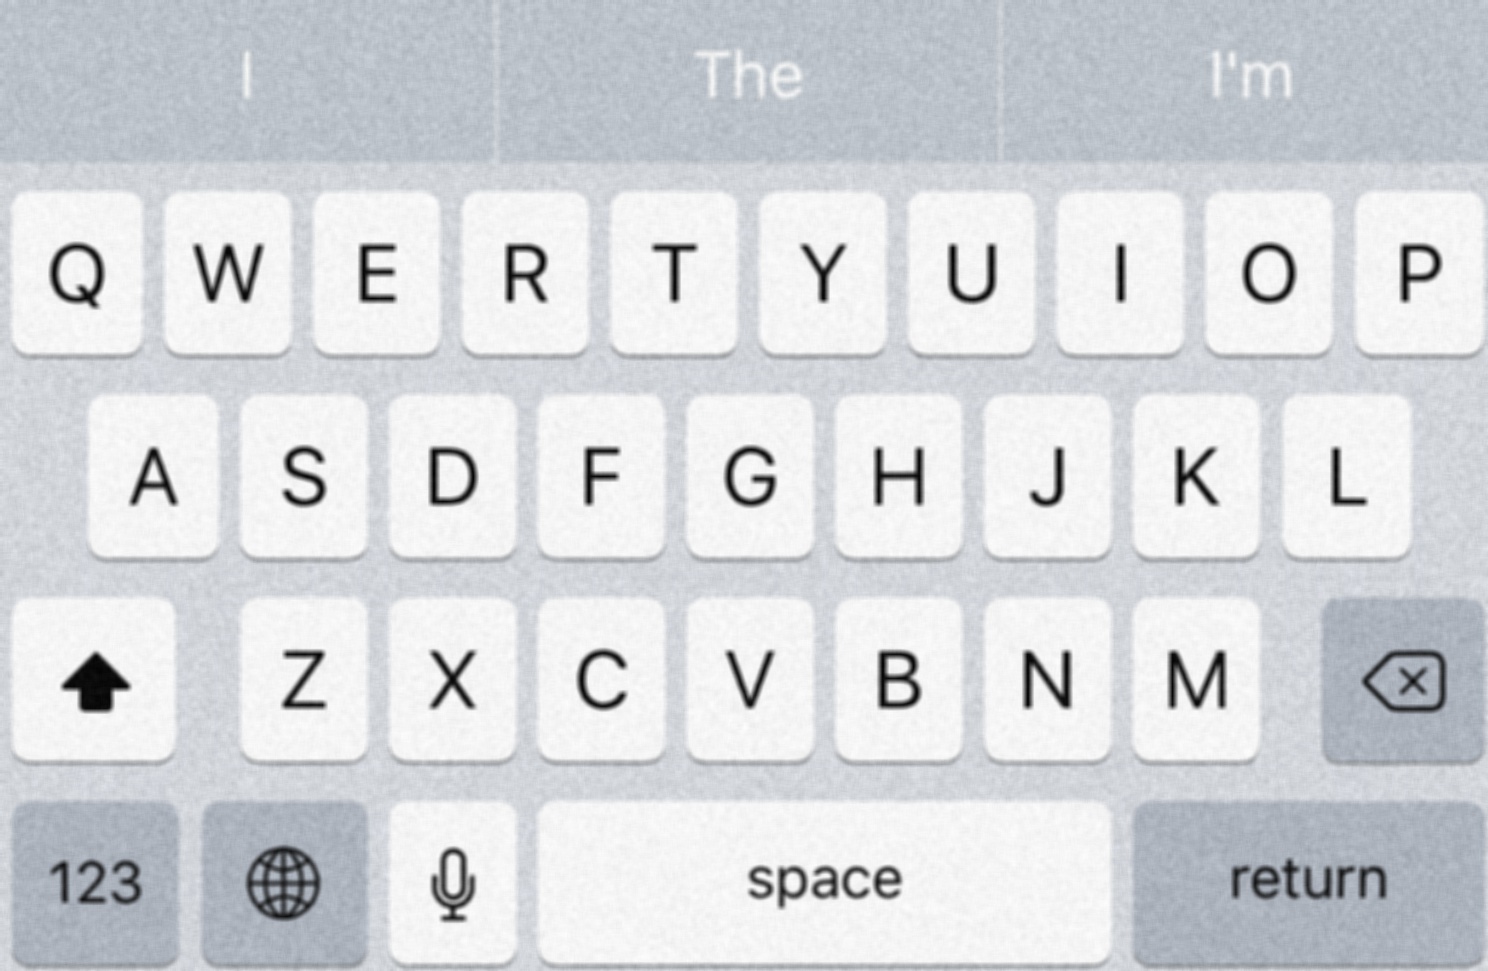 I The I'm
Q W E R T Y U I O P
A S D F G H J K L
Z X C V B N M
123 space return